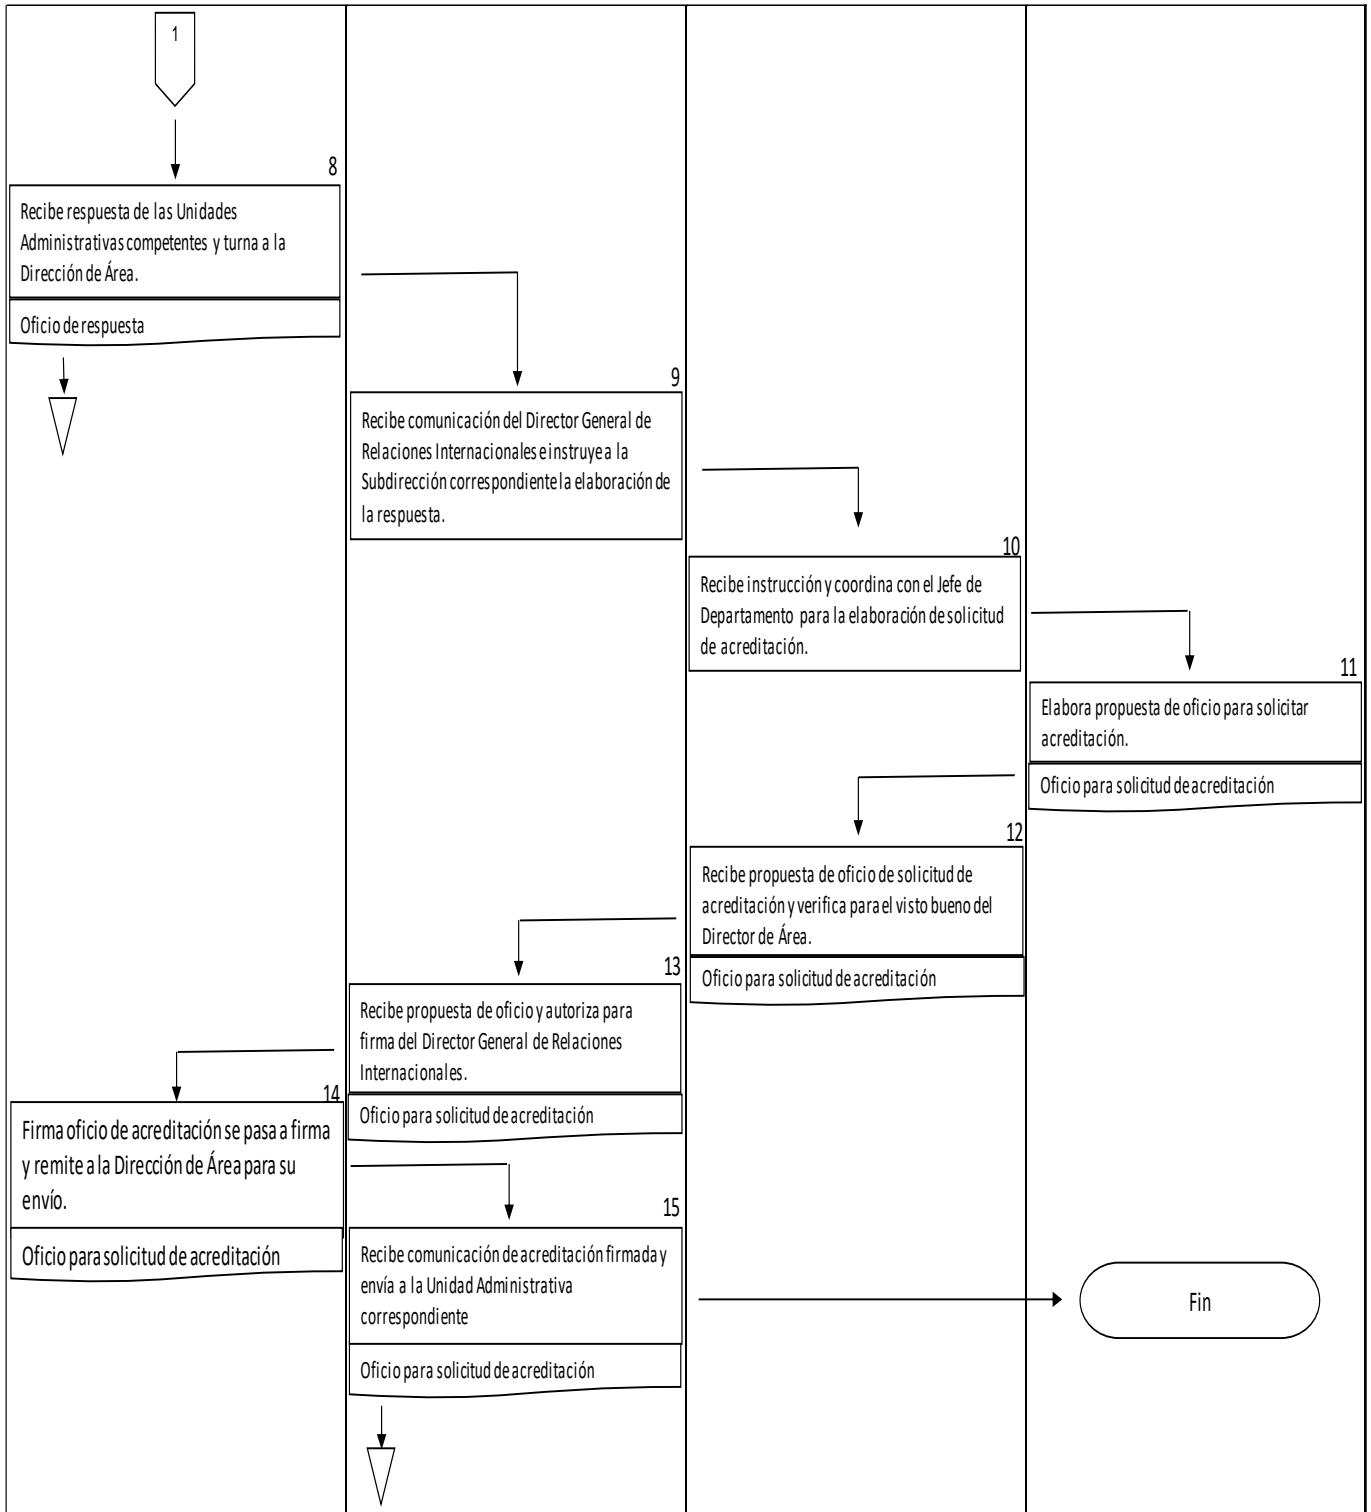 1
8
Recibe respuesta de las Unidades
Administrativas competentes y turna a la
Dirección de Área.
Oficio de respuesta
9
Recibe comunicación del Director General de
Relaciones Internacionales e instruye a la
Subdirección correspondiente la elaboración de
la respuesta.
10
Recibe instrucción y coordina con el Jefe de
Departamento para la elaboración de solicitud
de acreditación.
11
Elabora propuesta de oficio para solicitar
acreditación.
Oficio para solicitud de acreditación
12
Recibe propuesta de oficio de solicitud de
acreditación y verifica para el visto bueno del
Director de Área.
Oficio para solicitud de acreditación
13
Recibe propuesta de oficio y autoriza para
firma del Director General de Relaciones
Internacionales.
Oficio para solicitud de acreditación
14
Firma oficio de acreditación se pasa a firma
y remite a la Dirección de Área para su
envío.
Oficio para solicitud de acreditación
15
Recibe comunicación de acreditación firmada y
envía a la Unidad Administrativa
correspondiente
Oficio para solicitud de acreditación
Fin